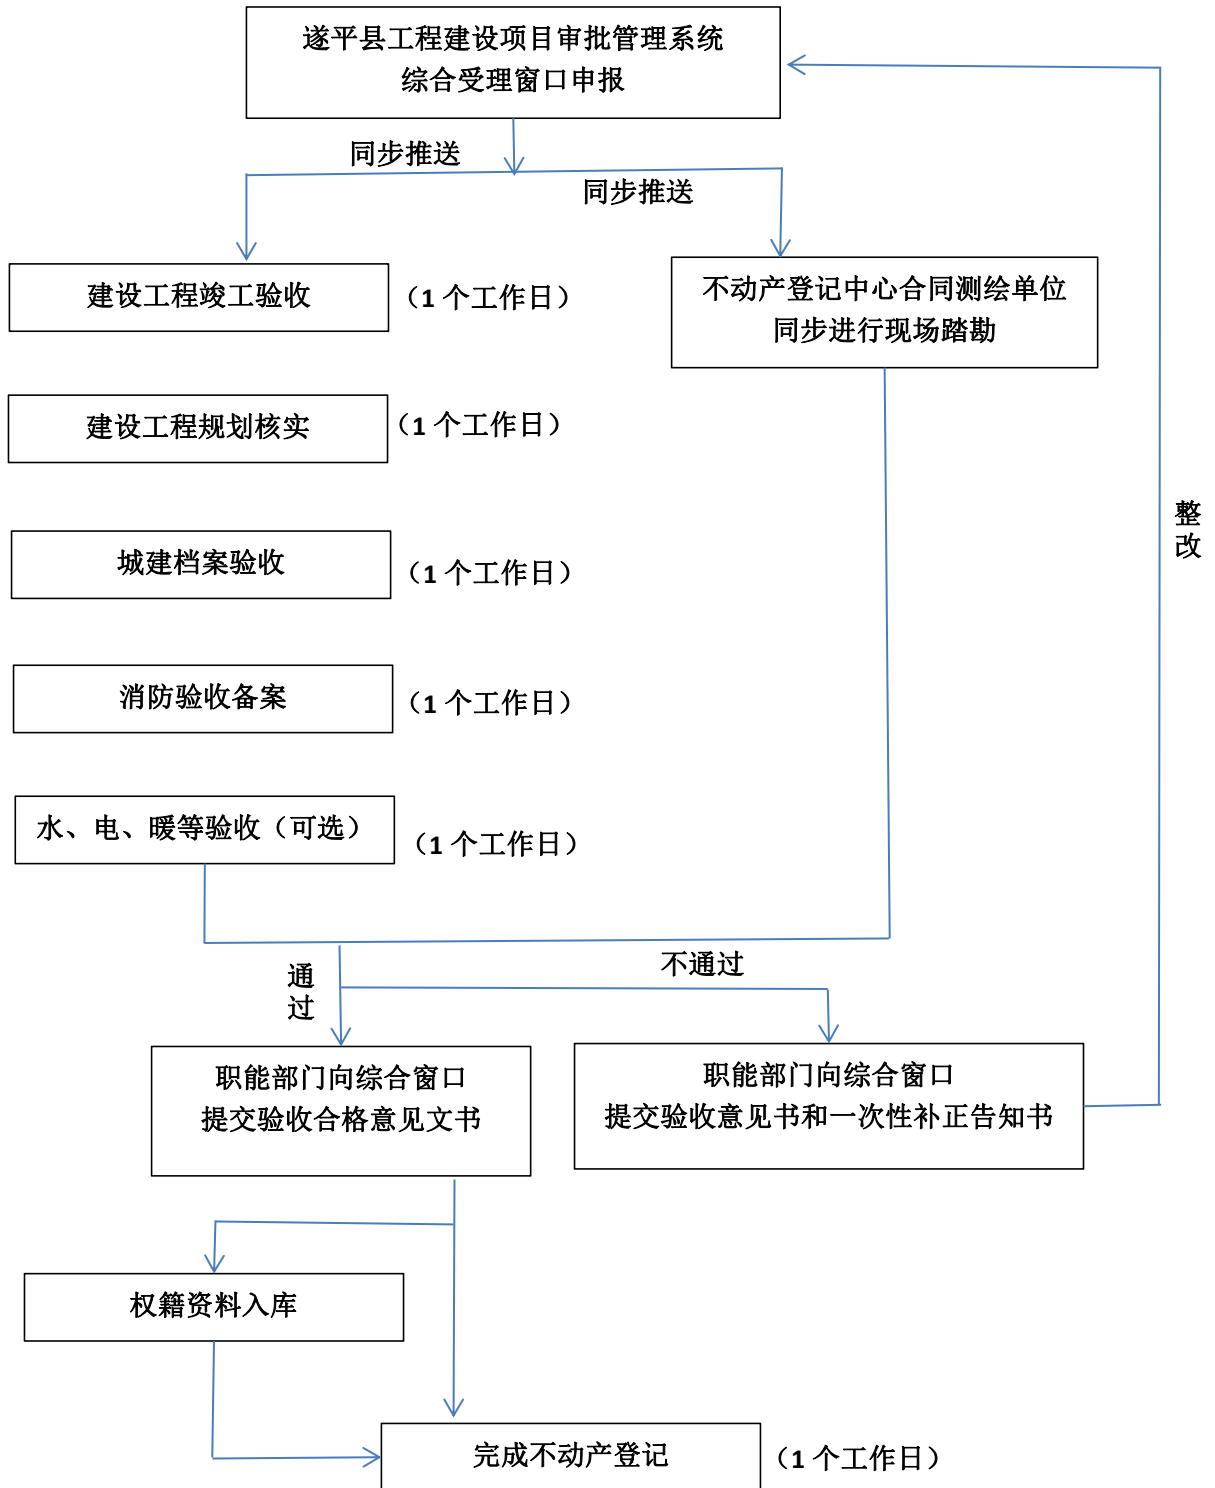 遂平县工程建设项目审批管理系统
综合受理窗口申报
同步推送
同步推送
建设工程竣工验收
（1 个工作日）
不动产登记中心合同测绘单位
同步进行现场踏勘
建设工程规划核实
（1 个工作日）
整
改
城建档案验收
（1 个工作日）
消防验收备案
（1 个工作日）
水、电、暖等验收（可选）
（1 个工作日）
通
过
不通过
职能部门向综合窗口
提交验收合格意见文书
职能部门向综合窗口
提交验收意见书和一次性补正告知书
权籍资料入库
完成不动产登记
（1 个工作日）